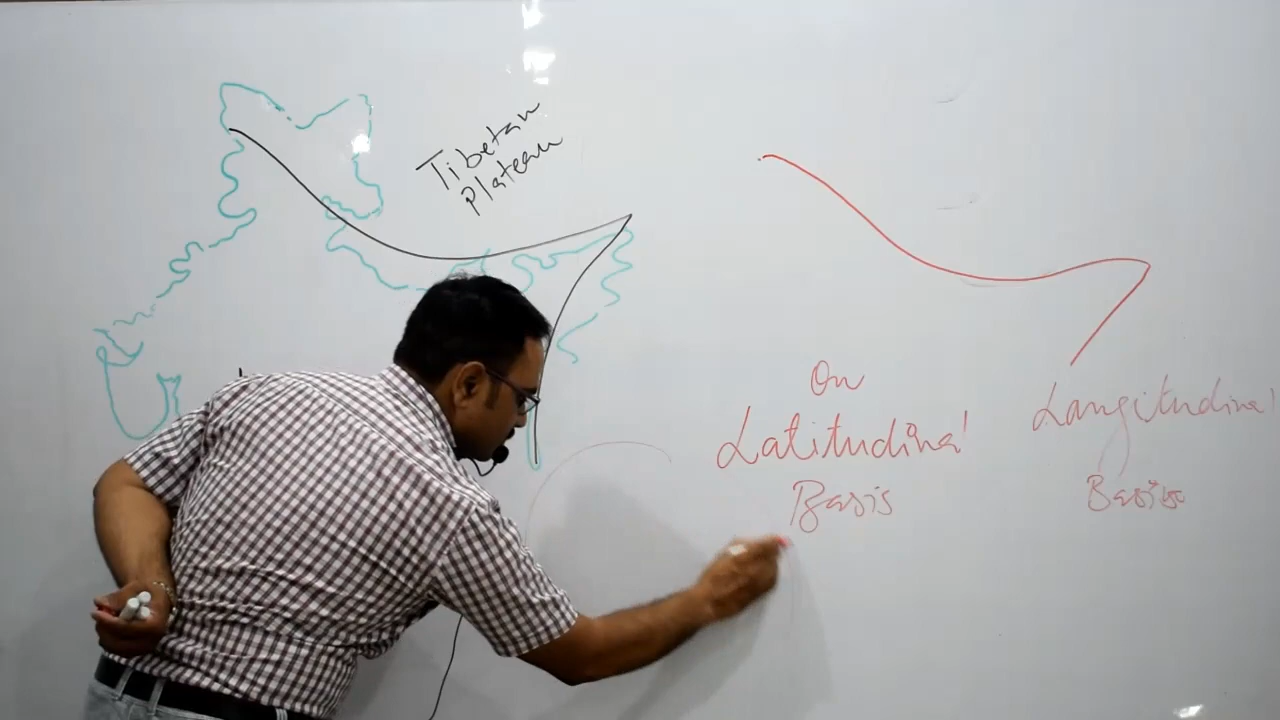 Tibetan
Plateau
On
Latitudinal
Basis
Longitudinal
Basis